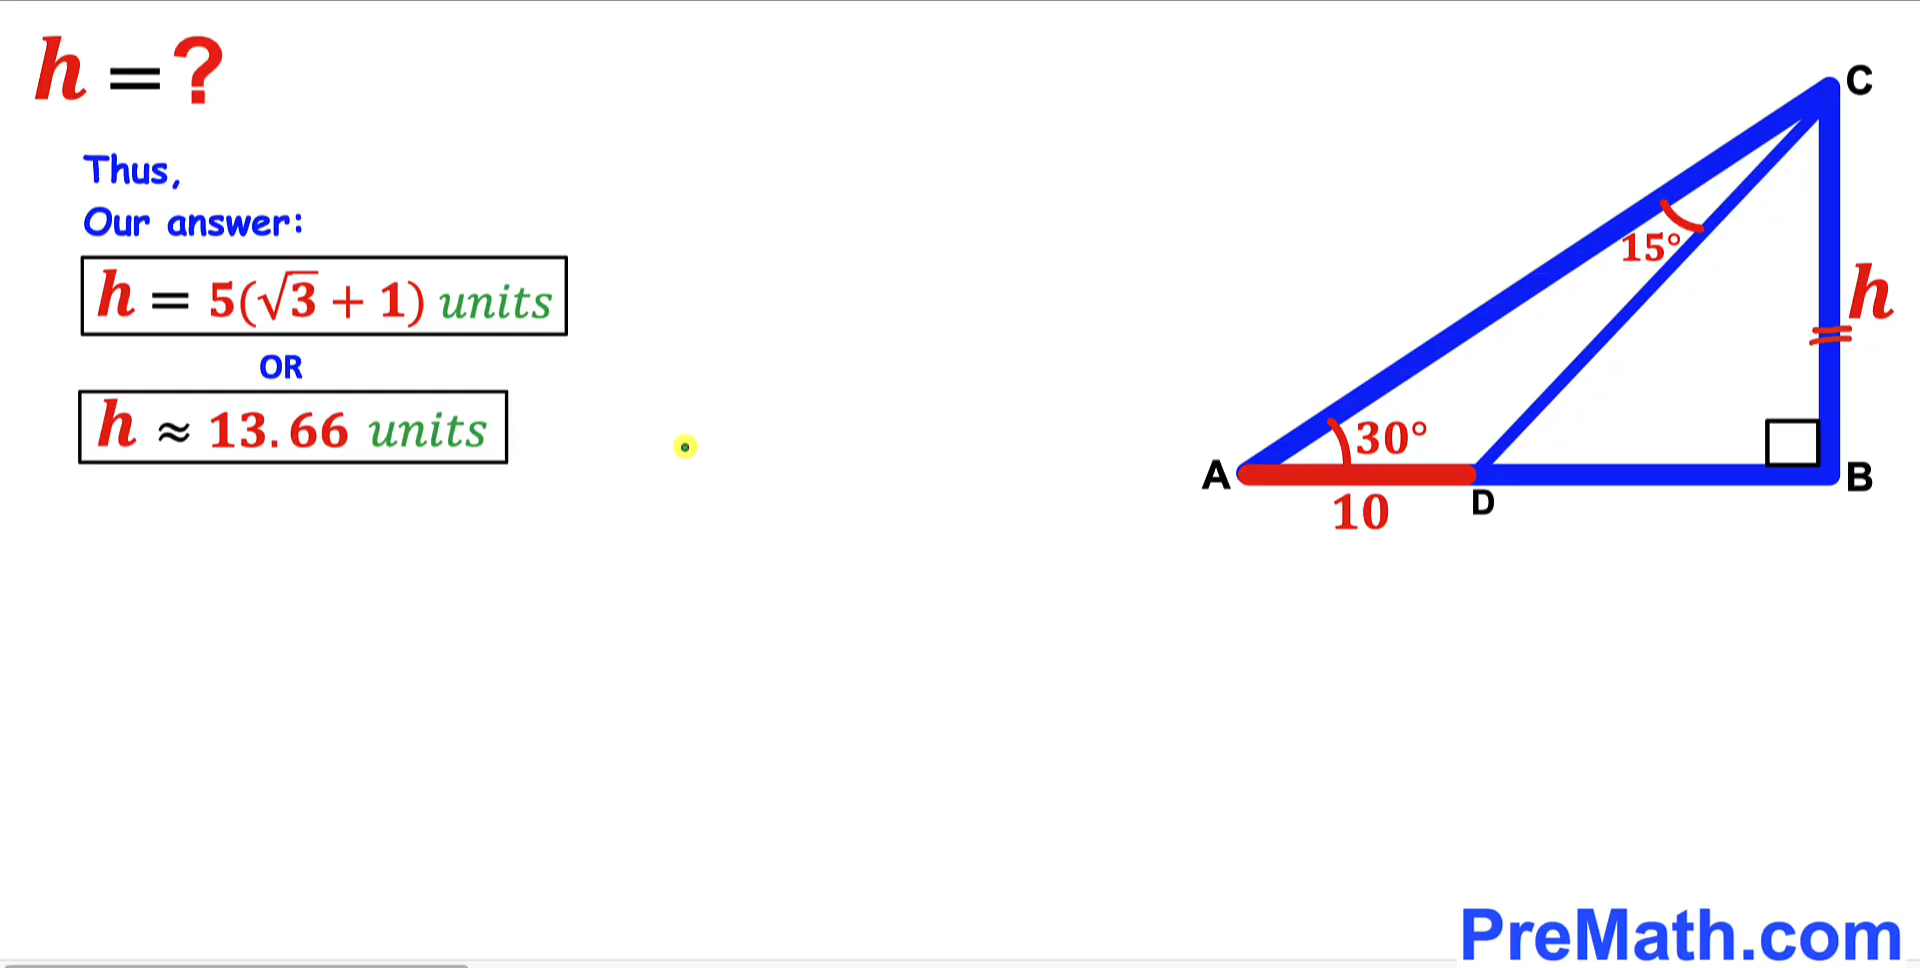 h = ?
Thus,
Our answer:
h = 5(√3 + 1) units
OR
h ≈ 13.66 units
C
15°
h
30°
A
B
10
D
PreMath.com